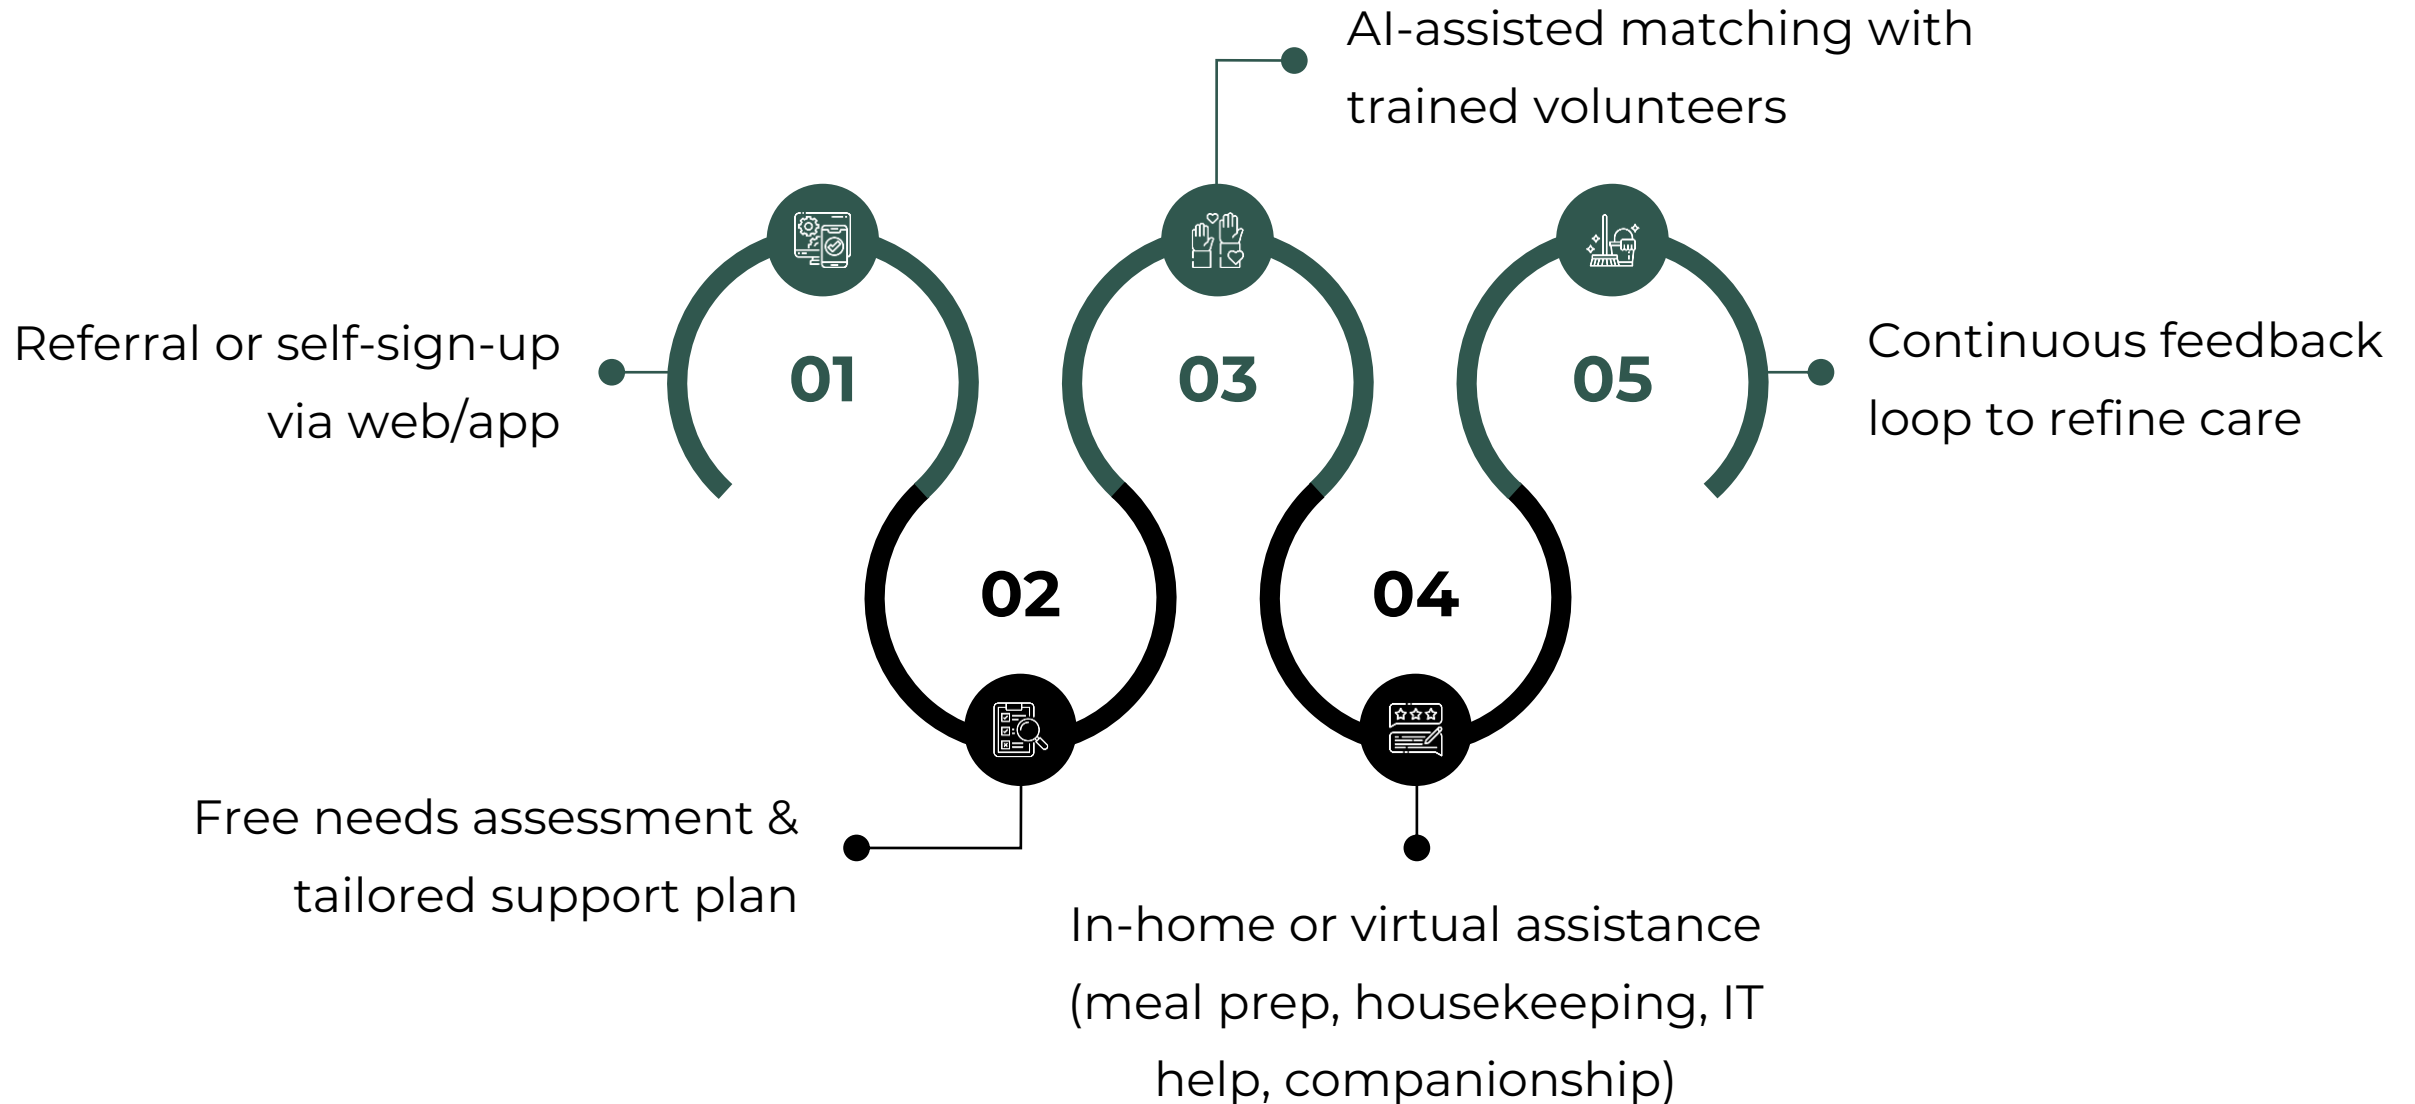 AI-assisted matching with
trained volunteers
Referral or self-sign-up
via web/app
01
03
05
Continuous feedback
loop to refine care
02
04
Free needs assessment &
tailored support plan
In-home or virtual assistance
(meal prep, housekeeping, IT
help, companionship)